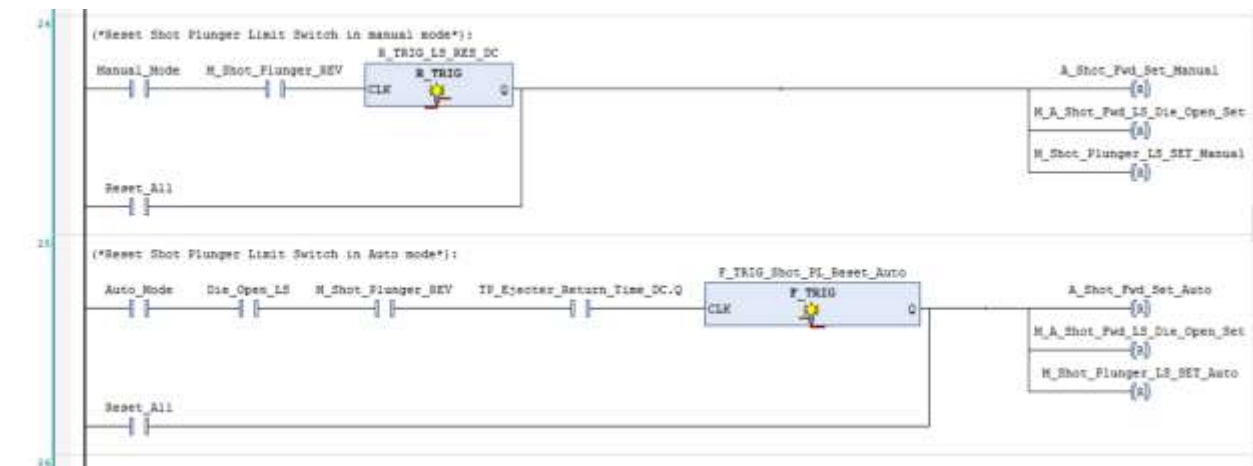 24
(*Reset Shot Plunger Limit Switch in manual mode*):
R_TRIG_LS_RES_DC
Manual_Mode M_Shot_Plunger_REV R_TRIG A_Shot_Fwd_Set_Manual
CLK Q (R)
M_A_Shot_Fwd_LS_Die_Open_Set
(R)
M_Shot_Plunger_LS_SET_Manual
(R)
Reset_All
25
(*Reset Shot Plunger Limit Switch in Auto mode*):
F_TRIG_Shot_PL_Reset_Auto
Auto_Mode Die_Open_LS M_Shot_Plunger_REV TP_Ejector_Return_Time_DC.Q F_TRIG A_Shot_Fwd_Set_Auto
CLK Q (R)
M_A_Shot_Fwd_LS_Die_Open_Set
(R)
M_Shot_Plunger_LS_SET_Auto
(R)
Reset_All
26